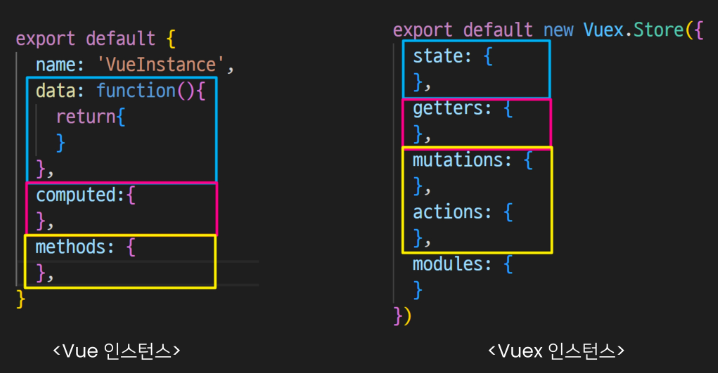 export default {
name: 'VueInstance',
data: function(){
return{
}
},
computed:{
},
methods: {
},
}
<Vue 인스턴스>
export default new Vuex.Store({
state: {
},
getters: {
},
mutations: {
},
actions: {
},
modules: {
}
})
<Vuex 인스턴스>